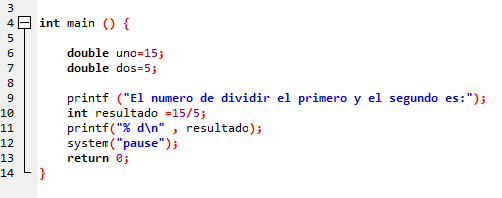 3
4 int main () {
5
6 double uno=15;
7 double dos=5;
8
9 printf ("El numero de dividir el primero y el segundo es:");
10 int resultado =15/5;
11 printf("% d\n" , resultado);
12 system("pause");
13 return 0;
14 }